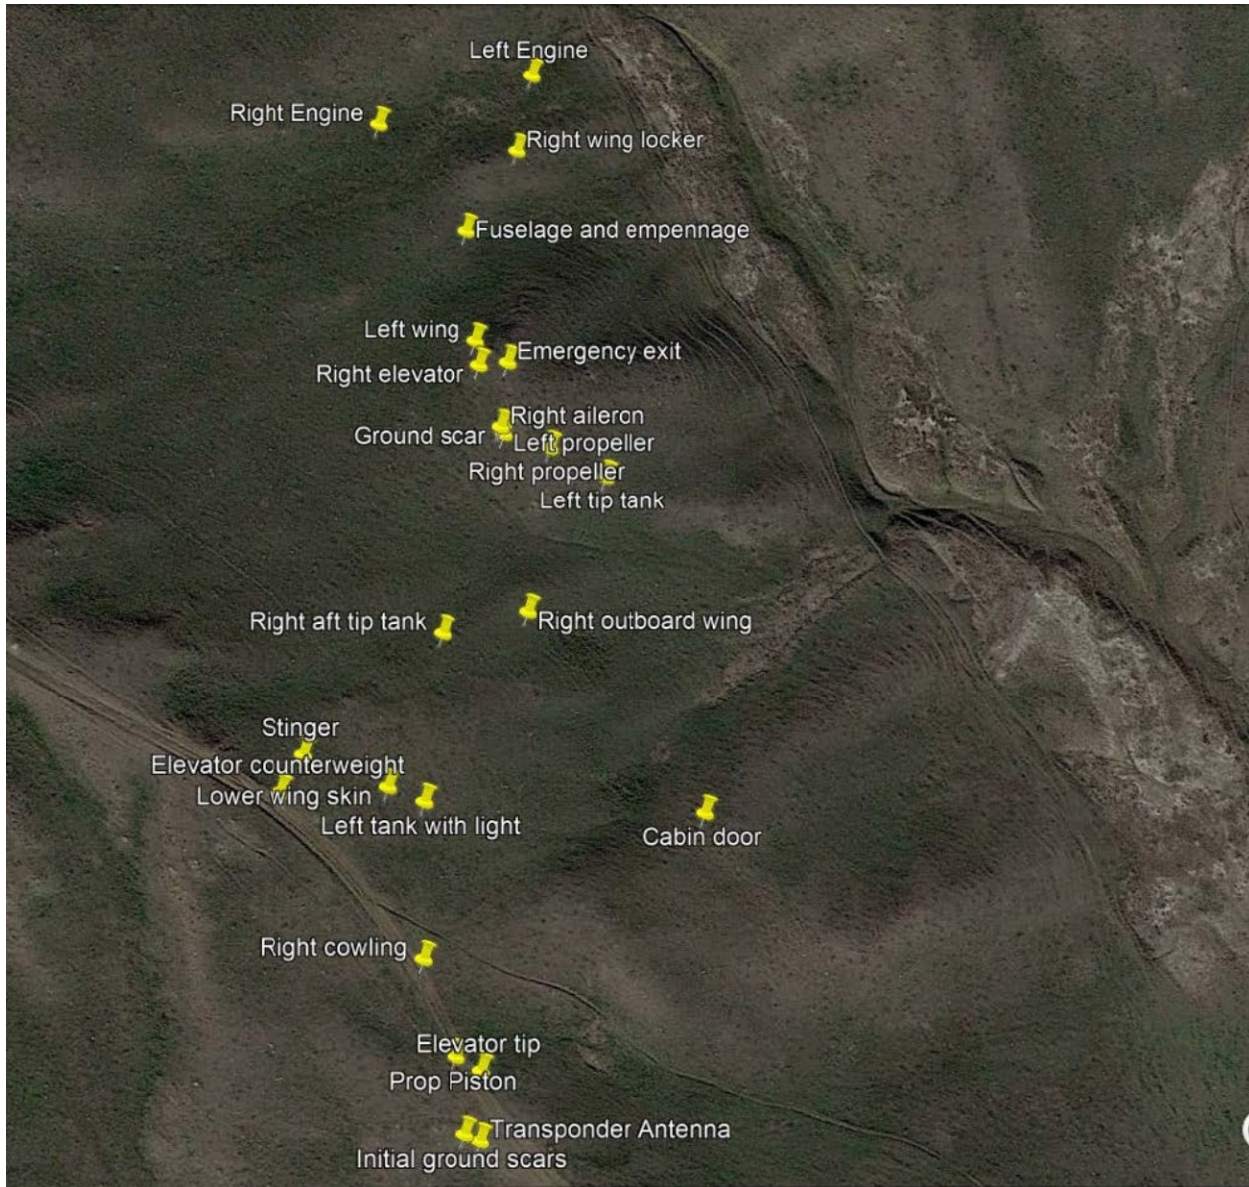 Left Engine
Right Engine
Right wing locker
Fuselage and empennage
Left wing
Emergency exit
Right elevator
Right aileron
Ground scar
Left propeller
Right propeller
Left tip tank
Right aft tip tank
Right outboard wing
Stinger
Elevator counterweight
Lower wing skin
Left tank with light
Cabin door
Right cowling
Elevator tip
Prop Piston
Transponder Antenna
Initial ground scars